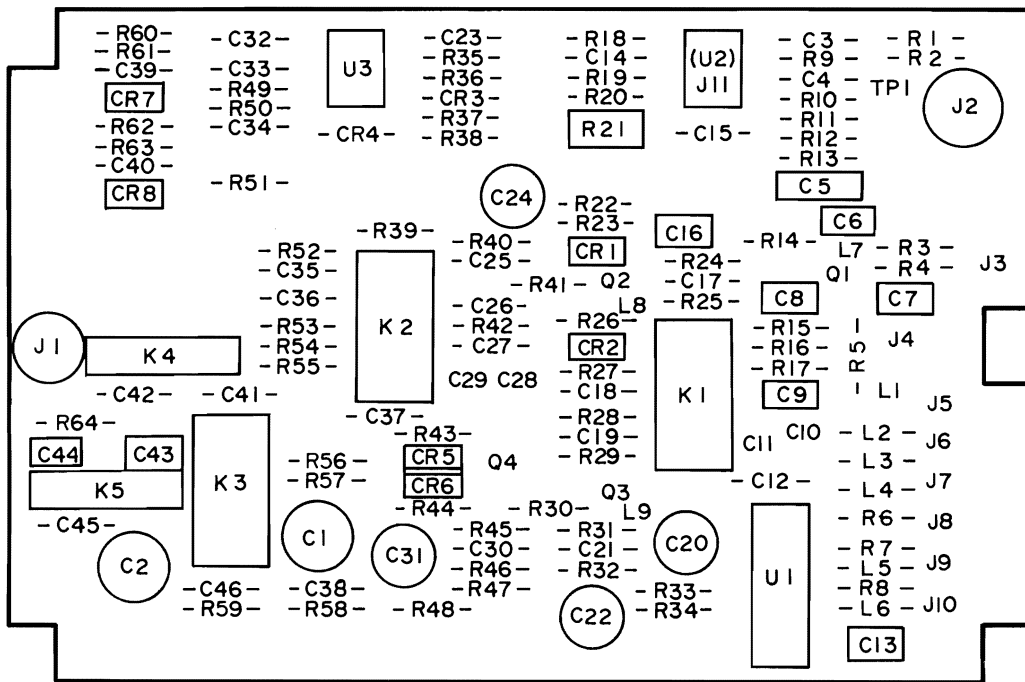 -R60-
-R61-
-C39-
CR7
-R62-
-R63-
-C40-
CR8
-C32-
-C33-
-R49-
-R50-
-C34-
-R51-
U3
-CR4-
-C23-
-R35-
-R36-
-CR3-
-R37-
-R38-
-R18-
-C14-
-R19-
-R20-
R21
(U2)
J11
-C15-
-C3-
-R9-
-C4-
-R10-
-R11-
-R12-
-R13-
C5
C6
-R1-
-R2-
TP1
J2
C24
-R22-
-R23-
CR1
C16
-R14-
L7
Q1
-R3-
-R4-
J3
-R39-
-R40-
-C25-
-R41-
Q2
L8
-R24-
-C17-
-R25-
C8
C7
-R52-
-C35-
-C36-
-R53-
-R54-
-R55-
K2
-C26-
-R42-
-C27-
C29
C28
-R26-
CR2
-R27-
-C18-
-R28-
-C19-
-R29-
K1
-R15-
-R16-
-R17-
C9
-R5-
J4
L1
J5
J1
K4
-C42-
-C41-
-C37-
-R64-
C44
C43
K5
-C45-
K3
-R56-
-R57-
-R43-
CR5
CR6
-R44-
Q4
C11
C10
-C12-
-L2-
J6
-L3-
J7
-L4-
-R6-
J8
-R7-
-L5-
J9
-R8-
-L6-
J10
C13
C2
C1
C31
-R45-
-C30-
-R46-
-R47-
-R30-
Q3
L9
-R31-
-C21-
-R32-
C20
U1
-C46-
-R59-
-C38-
-R58-
-R48-
C22
-R33-
-R34-